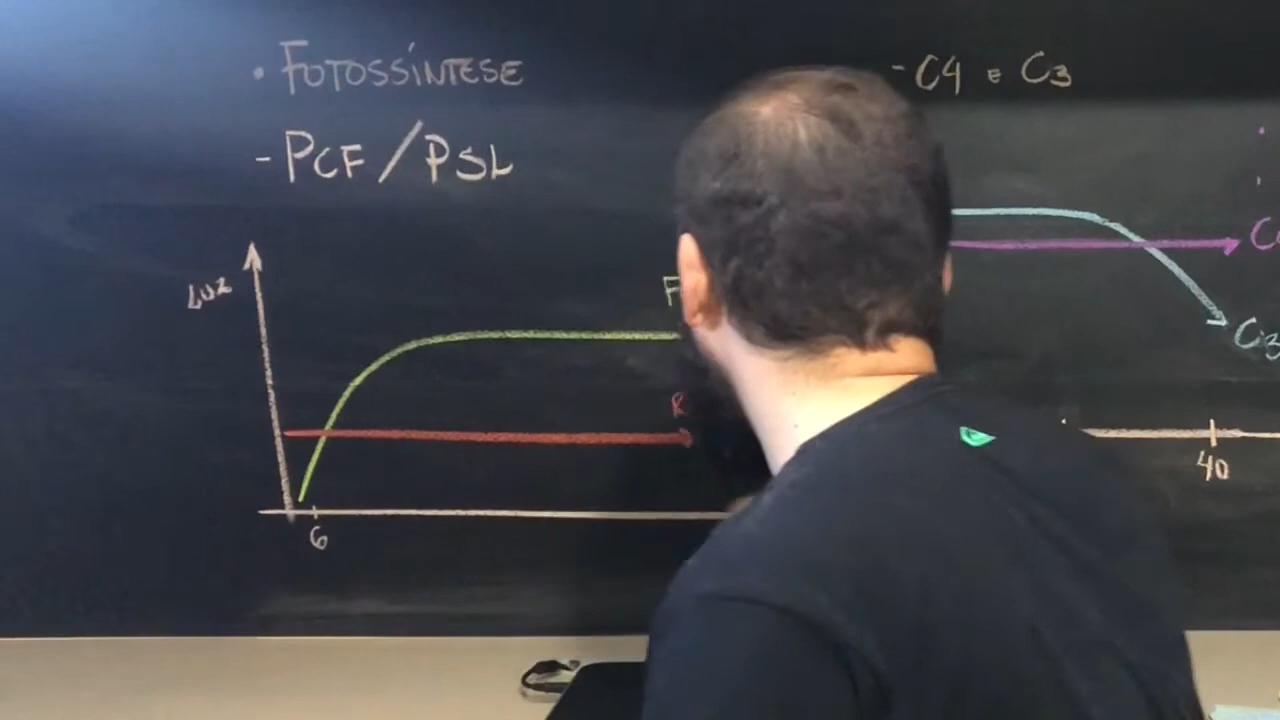 • FOTOSSÍNTESE
- PCF / PSL
LUZ
F
R
6
- C4 e C3
C3
40